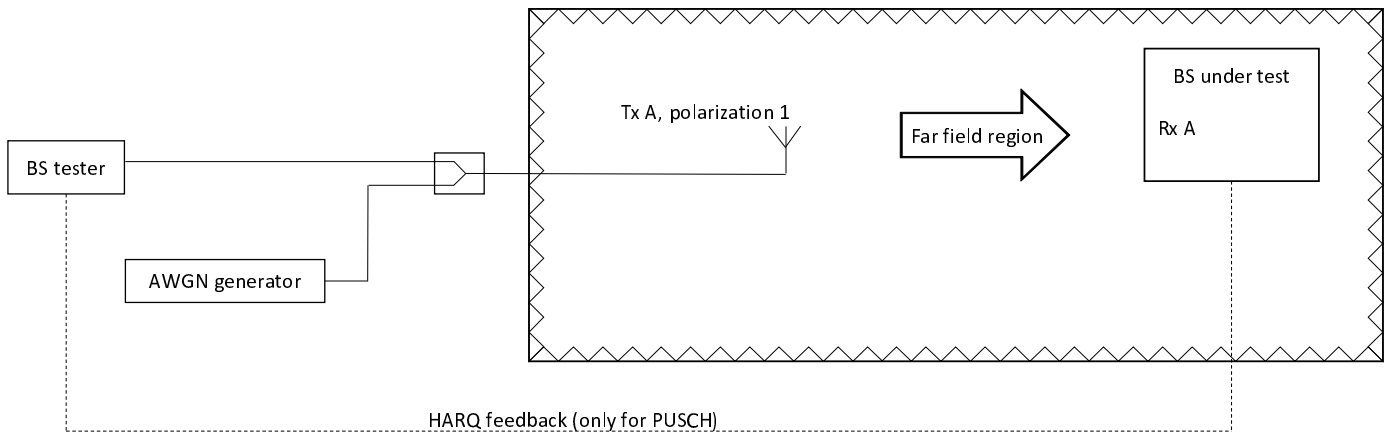 Tx A, polarization 1
Far field region
BS under test
Rx A
BS tester
AWGN generator
HARQ feedback (only for PUSCH)